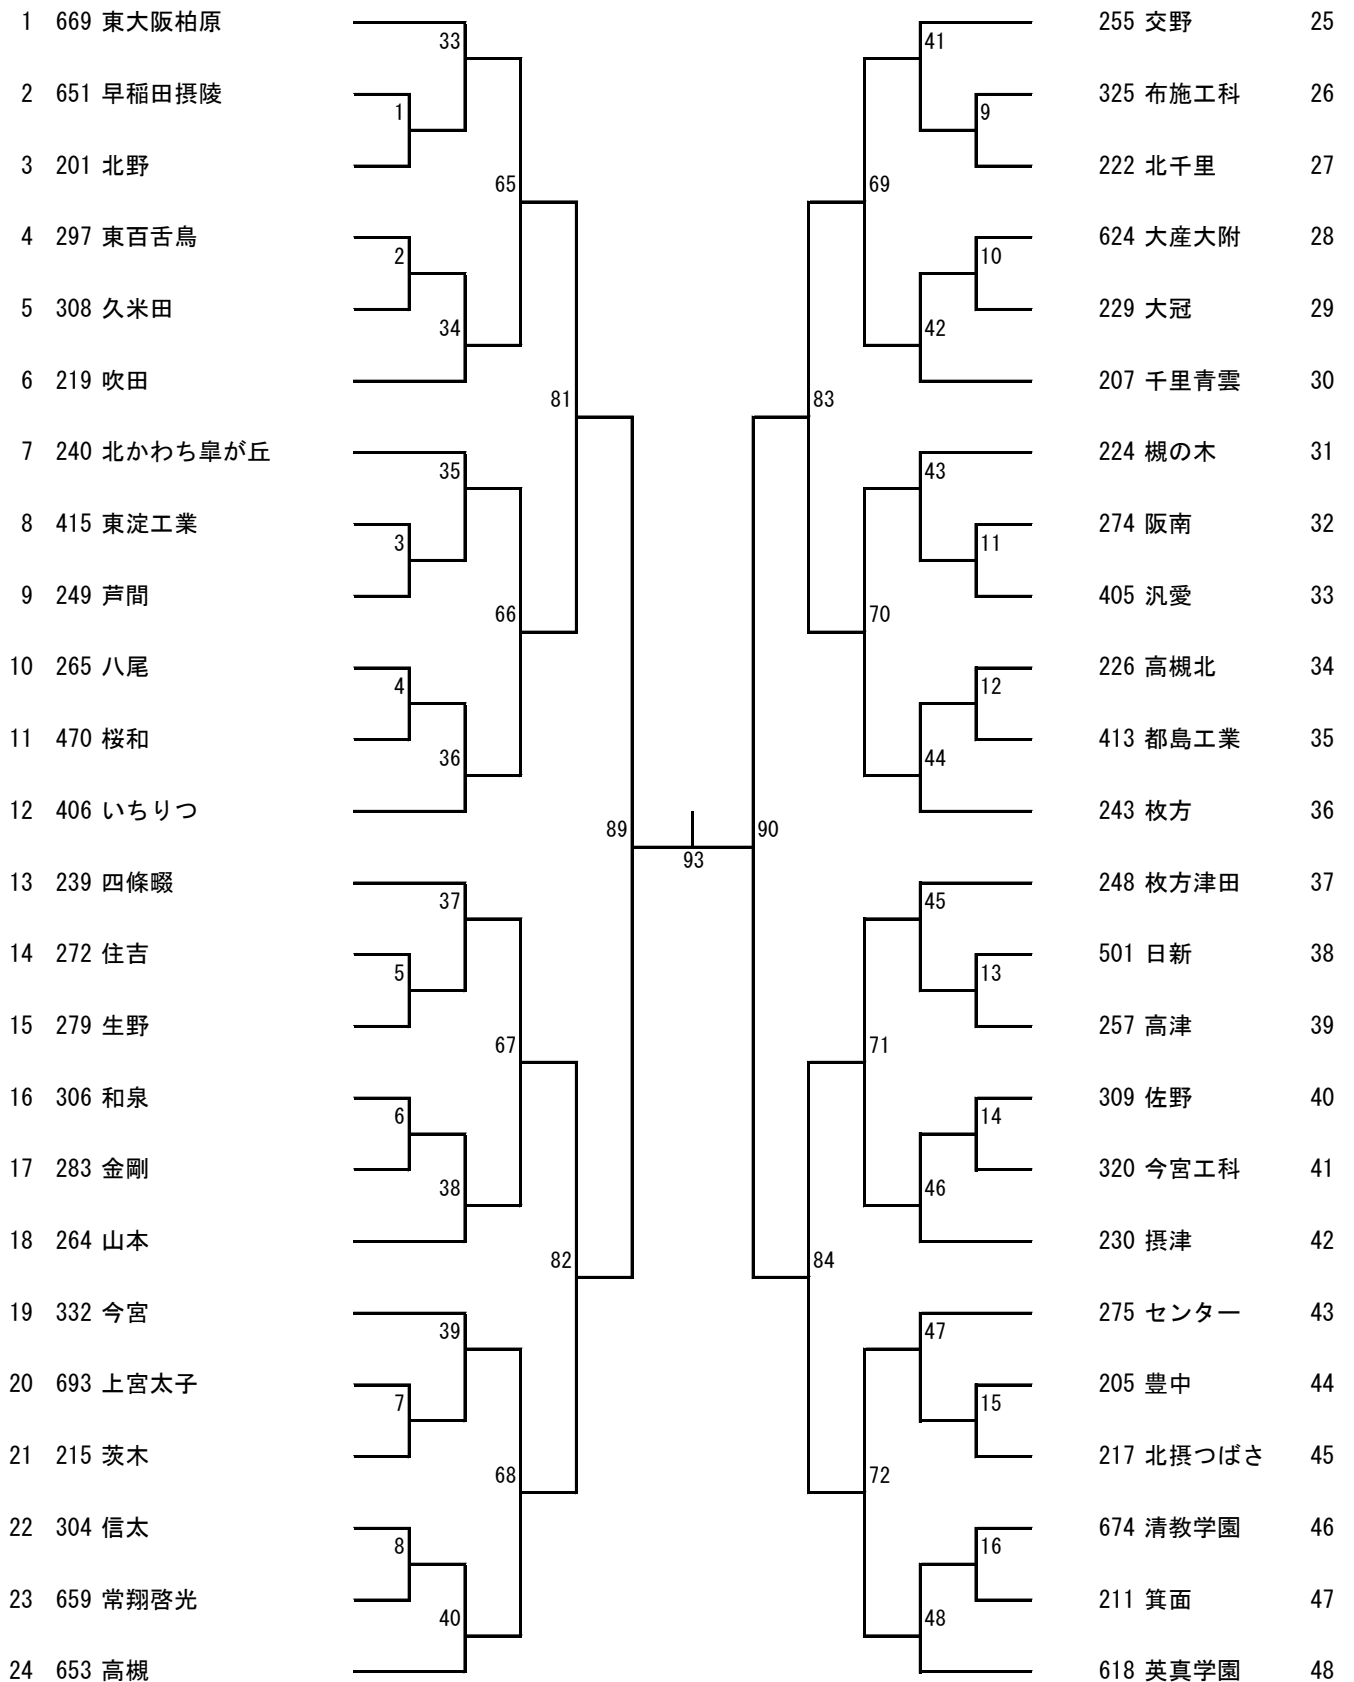 1 669 東大阪柏原
33
2 651 早稲田摂陵
1
3 201 北野
65
4 297 東百舌鳥
2
5 308 久米田
34
6 219 吹田
81
7 240 北かわち皐が丘
35
8 415 東淀工業
3
9 249 芦間
66
10 265 八尾
4
11 470 桜和
36
12 406 いちりつ
89
13 239 四條畷
37
14 272 住吉
5
15 279 生野
67
16 306 和泉
6
17 283 金剛
38
18 264 山本
82
19 332 今宮
39
20 693 上宮太子
7
21 215 茨木
68
22 304 信太
8
23 659 常翔啓光
40
24 653 高槻
93
255 交野 25
41
325 布施工科 26
9
222 北千里 27
69
624 大産大附 28
10
229 大冠 29
42
207 千里青雲 30
83
224 槻の木 31
43
274 阪南 32
11
405 汎愛 33
70
226 高槻北 34
12
413 都島工業 35
44
243 枚方 36
90
248 枚方津田 37
45
501 日新 38
13
257 高津 39
71
309 佐野 40
14
320 今宮工科 41
46
230 摂津 42
84
275 センター 43
47
205 豊中 44
15
217 北摂つばさ 45
72
674 清教学園 46
16
211 箕面 47
48
618 英真学園 48